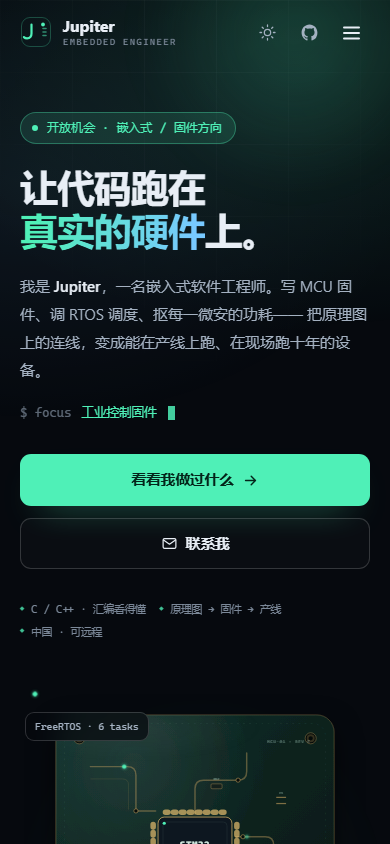 Jupiter
EMBEDDED ENGINEER
开放机会 · 嵌入式 / 固件方向
让代码跑在
真实的硬件上。
我是 Jupiter，一名嵌入式软件工程师。写 MCU 固
件、调 RTOS 调度、抠每一微安的功耗—— 把原理图
上的连线，变成能在产线上跑、在现场跑十年的设
备。
$ focus 工业控制固件
看看我做过什么 →
联系我
C / C++ · 汇编看得懂 原理图 → 固件 → 产线
中国 · 可远程
FreeRTOS · 6 tasks